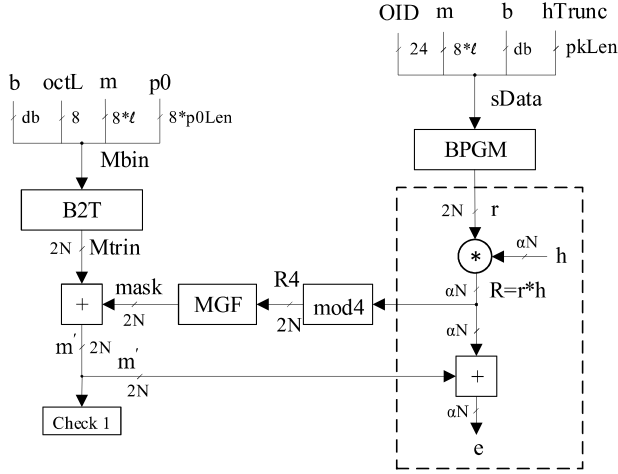 OID m b hTrunc
24 8*ℓ db pkLen
sData
b octL m p0
db 8 8*ℓ 8*p0Len
Mbin
BPGM
B2T
2N r
2N Mtrin
* αN h
mask R4 αN R=r*h
+ 2N MGF 2N mod4
αN
m' 2N m'
2N
+
Check 1
αN
e